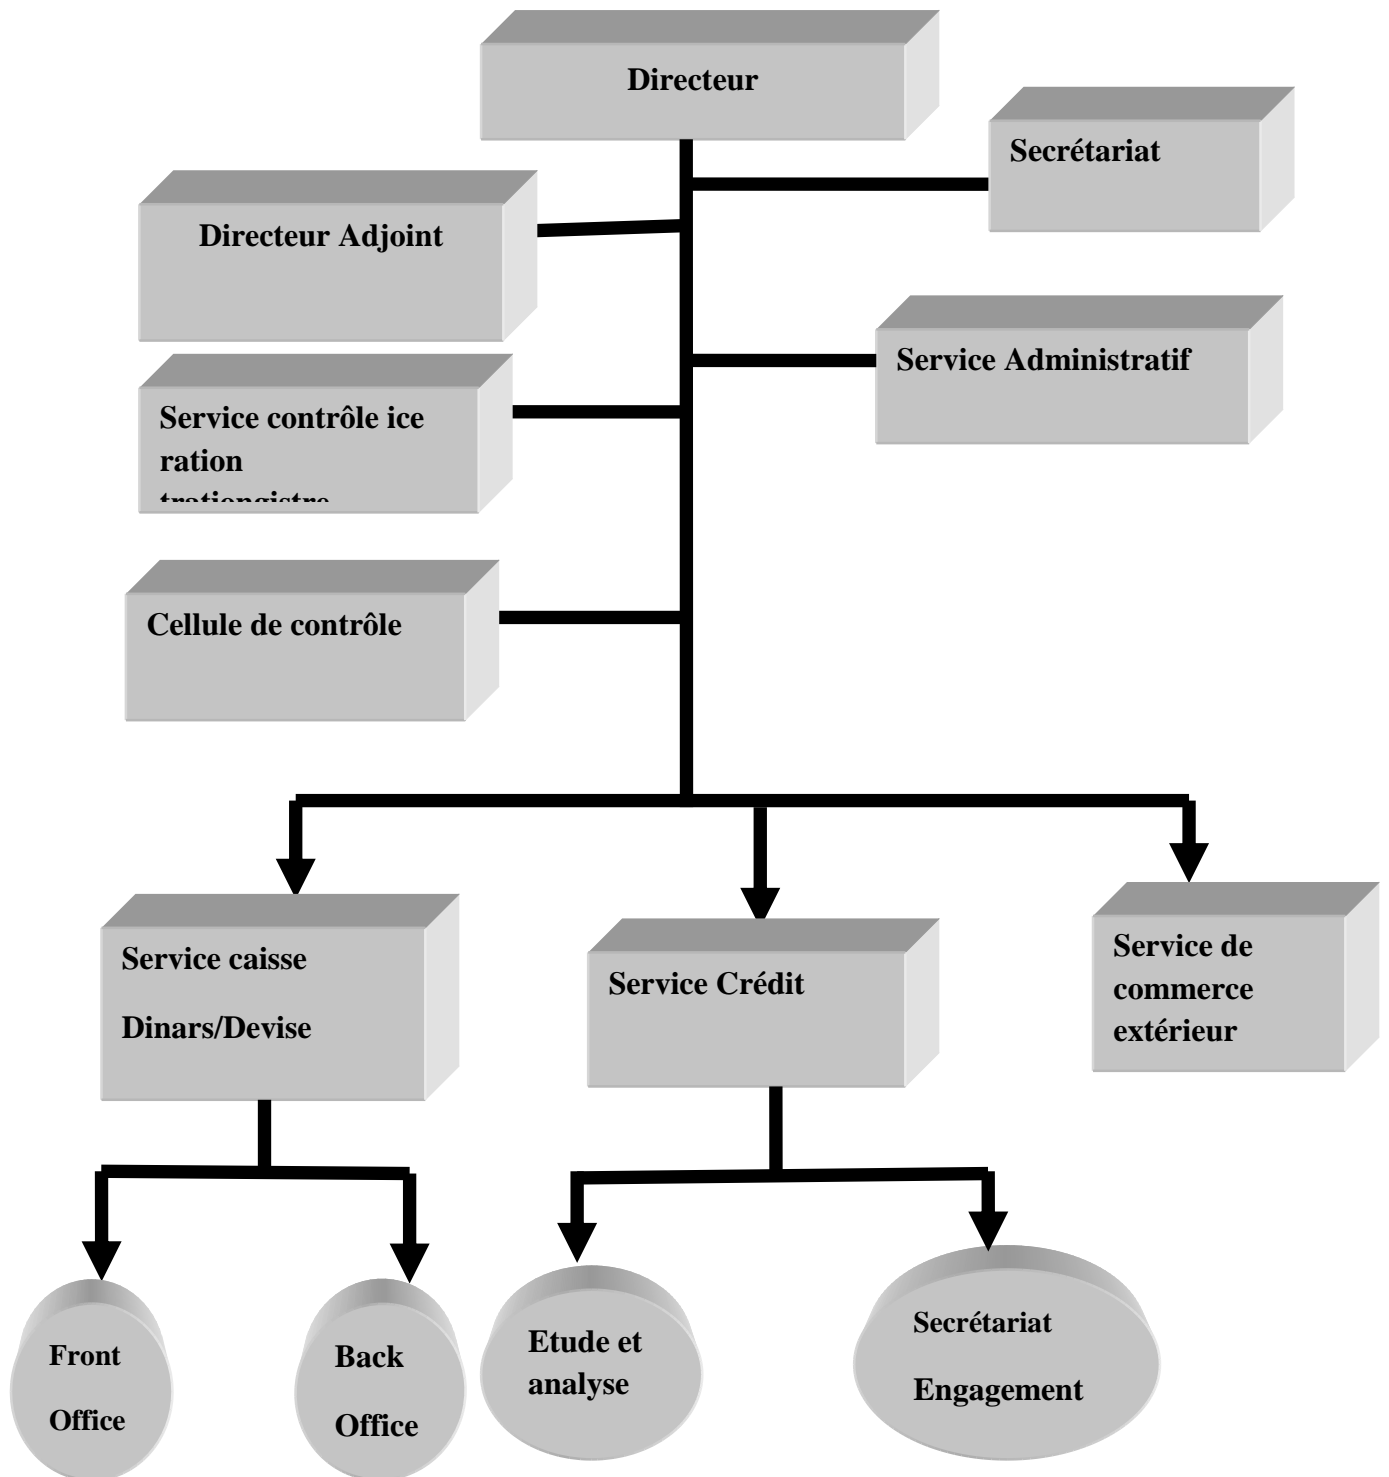 Directeur
Secrétariat
Directeur Adjoint
Service Administratif
Service contrôle ice
ration
Cellule de contrôle
Service caisse
Dinars/Devise
Service Crédit
Service de
commerce
extérieur
Front
Office
Back
Office
Etude et
analyse
Secrétariat
Engagement